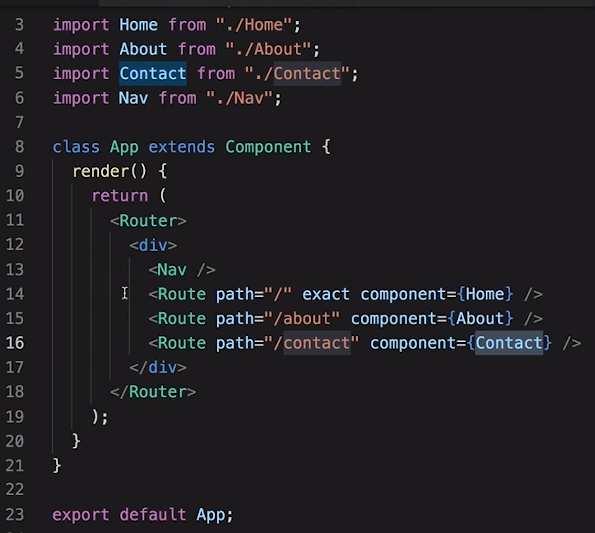 3 import Home from "./Home";
4 import About from "./About";
5 import Contact from "./Contact";
6 import Nav from "./Nav";
7
8 class App extends Component {
9 render() {
10 return (
11 <Router>
12 <div>
13 <Nav />
14 <Route path="/" exact component={Home} />
15 <Route path="/about" component={About} />
16 <Route path="/contact" component={Contact} />
17 </div>
18 </Router>
19 );
20 }
21 }
22
23 export default App;